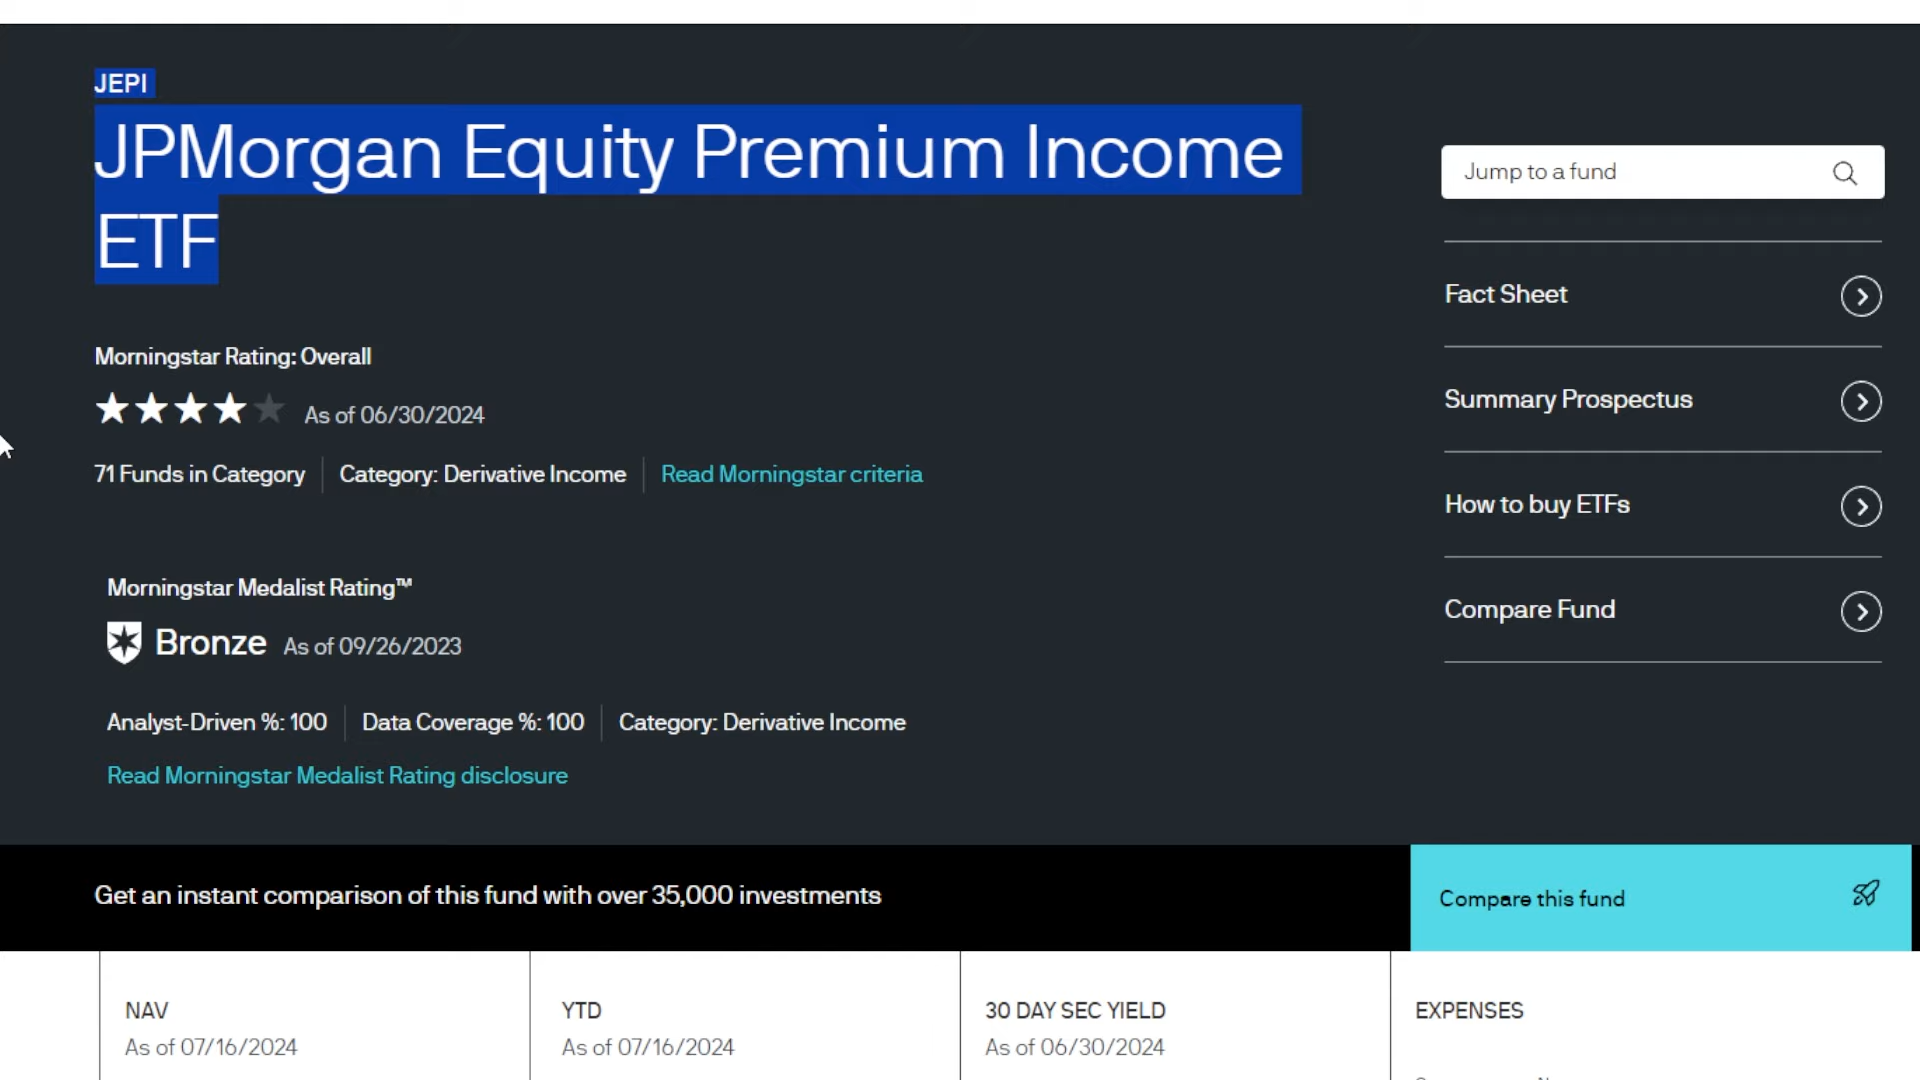 JEPI
JPMorgan Equity Premium Income
ETF
Jump to a fund
Fact Sheet
Summary Prospectus
How to buy ETFs
Compare Fund
Morningstar Rating: Overall
As of 06/30/2024
71 Funds in Category
Category: Derivative Income
Read Morningstar criteria
Morningstar Medalist Rating™
Bronze
As of 09/26/2023
Analyst-Driven %: 100
Data Coverage %: 100
Category: Derivative Income
Read Morningstar Medalist Rating disclosure
Get an instant comparison of this fund with over 35,000 investments
Compare this fund
NAV
As of 07/16/2024
YTD
As of 07/16/2024
30 DAY SEC YIELD
As of 06/30/2024
EXPENSES